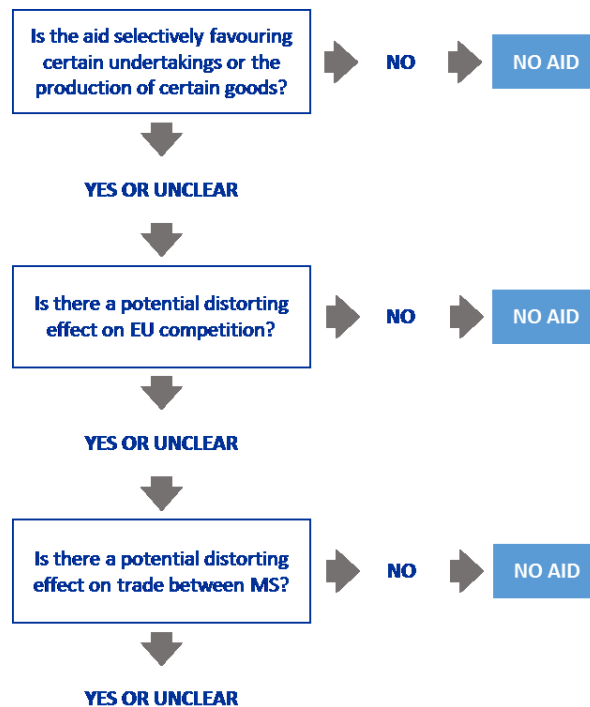 Is the aid selectively favouring
certain undertakings or the
production of certain goods?
NO
NO AID
YES OR UNCLEAR
Is there a potential distorting
effect on EU competition?
NO
NO AID
YES OR UNCLEAR
Is there a potential distorting
effect on trade between MS?
NO
NO AID
YES OR UNCLEAR